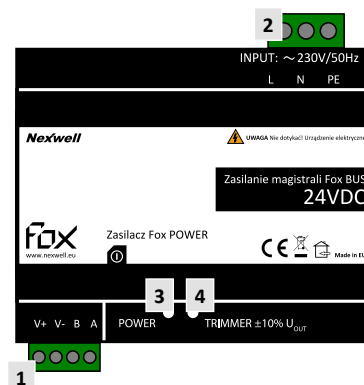 2
INPUT: ~230V/50Hz
L N PE
Nexwell
UWAGA Nie dotykać! Urządzenie elektryczne
Zasilanie magistrali Fox BUS
24VDC
Fox
www.nexwell.eu
Zasilacz Fox POWER
CE
Made in EU
3 4
V+ V- B A
POWER
TRIMMER ±10% UOUT
1